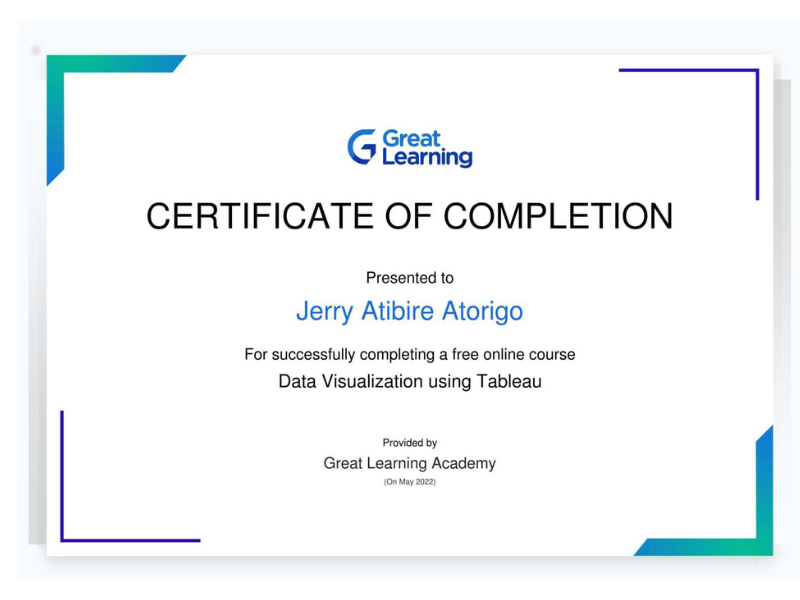 Great
Learning
CERTIFICATE OF COMPLETION
Presented to
Jerry Atibire Atorigo
For successfully completing a free online course
Data Visualization using Tableau
Provided by
Great Learning Academy
(On May 2022)